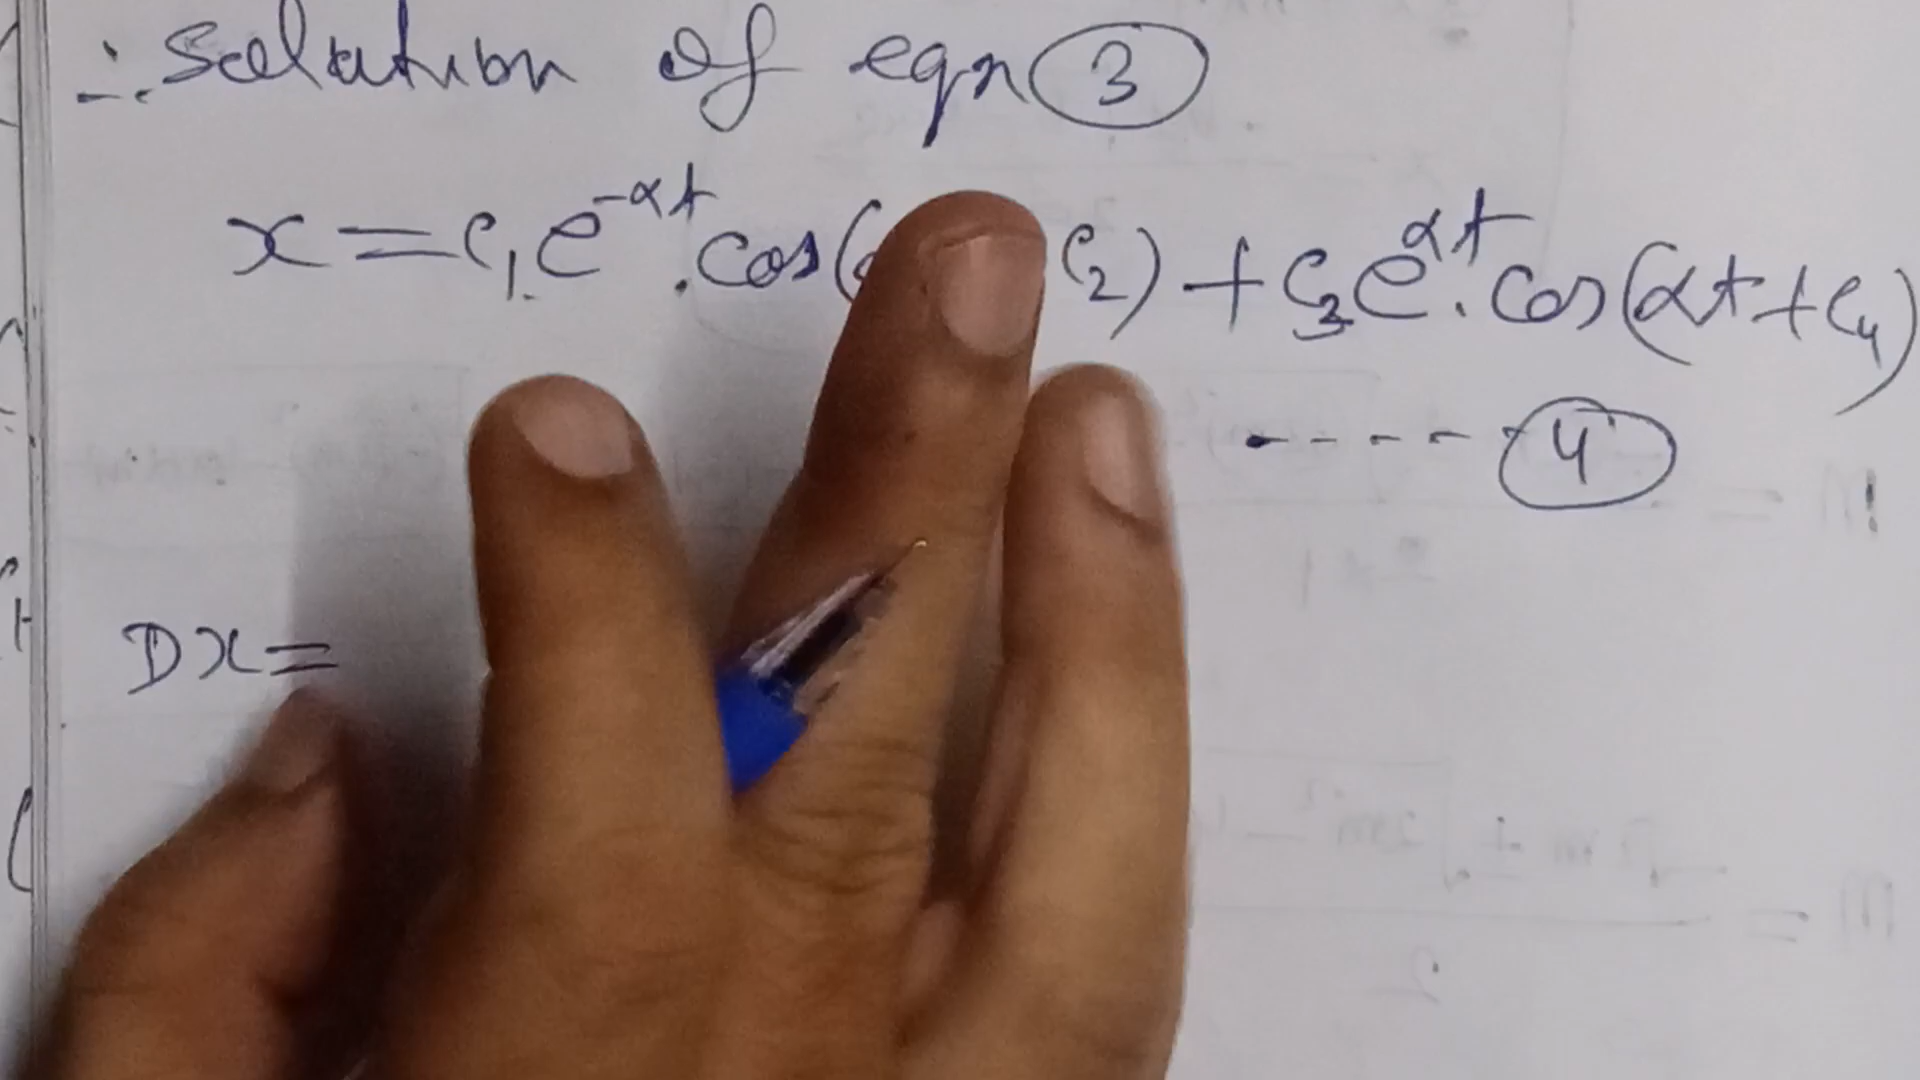 ∴ Solution of eqn ③
x = c₁e^-αt . cos( c₂) + c₃e^αt . cos(αt + c₄)
---- ④
Dx =